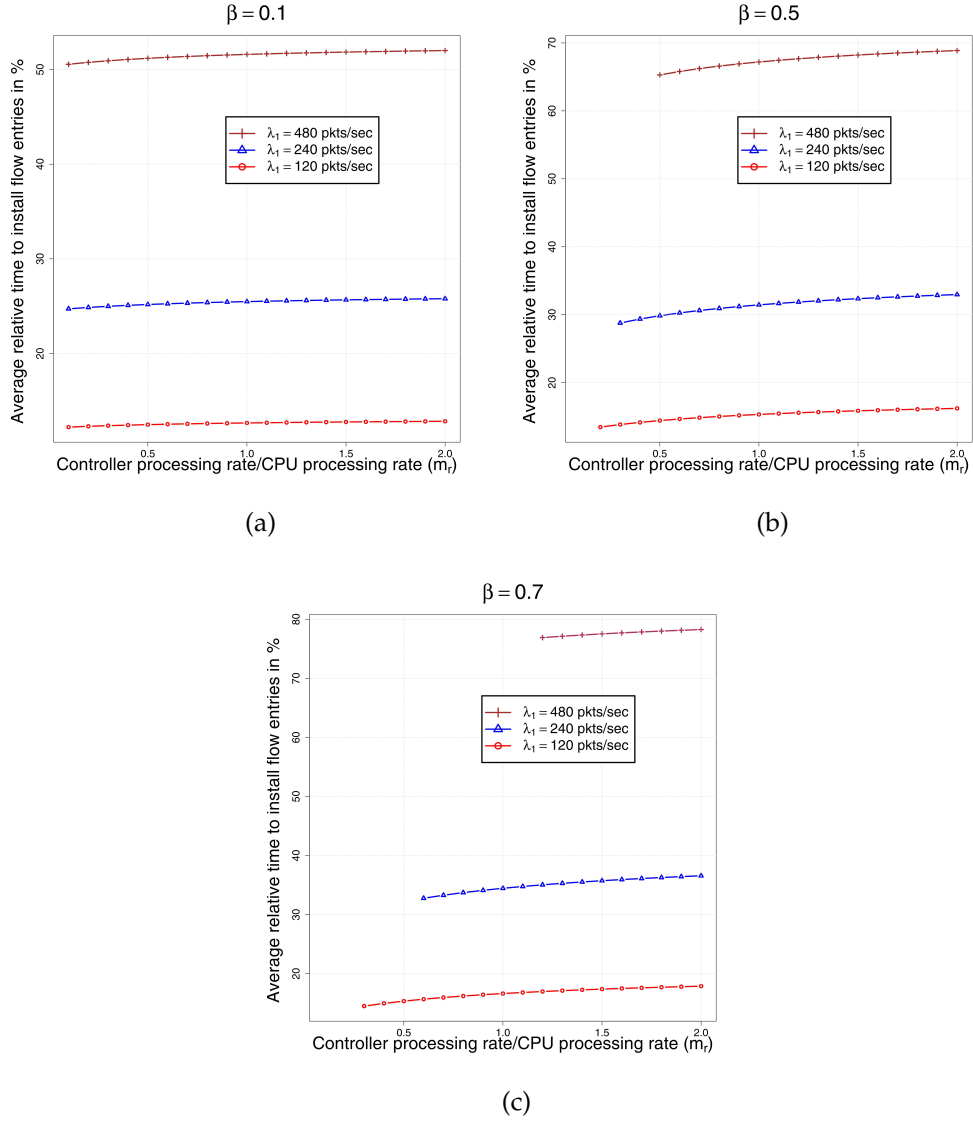 β = 0.1
Average relative time to install flow entries in %
50
40
30
20
λ₁ = 480 pkts/sec
λ₁ = 240 pkts/sec
λ₁ = 120 pkts/sec
0.5 1.0 1.5 2.0
Controller processing rate/CPU processing rate (mᵣ)
(a)
β = 0.5
Average relative time to install flow entries in %
70
60
50
40
30
20
λ₁ = 480 pkts/sec
λ₁ = 240 pkts/sec
λ₁ = 120 pkts/sec
0.5 1.0 1.5 2.0
Controller processing rate/CPU processing rate (mᵣ)
(b)
β = 0.7
Average relative time to install flow entries in %
80
70
60
50
40
30
20
λ₁ = 480 pkts/sec
λ₁ = 240 pkts/sec
λ₁ = 120 pkts/sec
0.5 1.0 1.5 2.0
Controller processing rate/CPU processing rate (mᵣ)
(c)